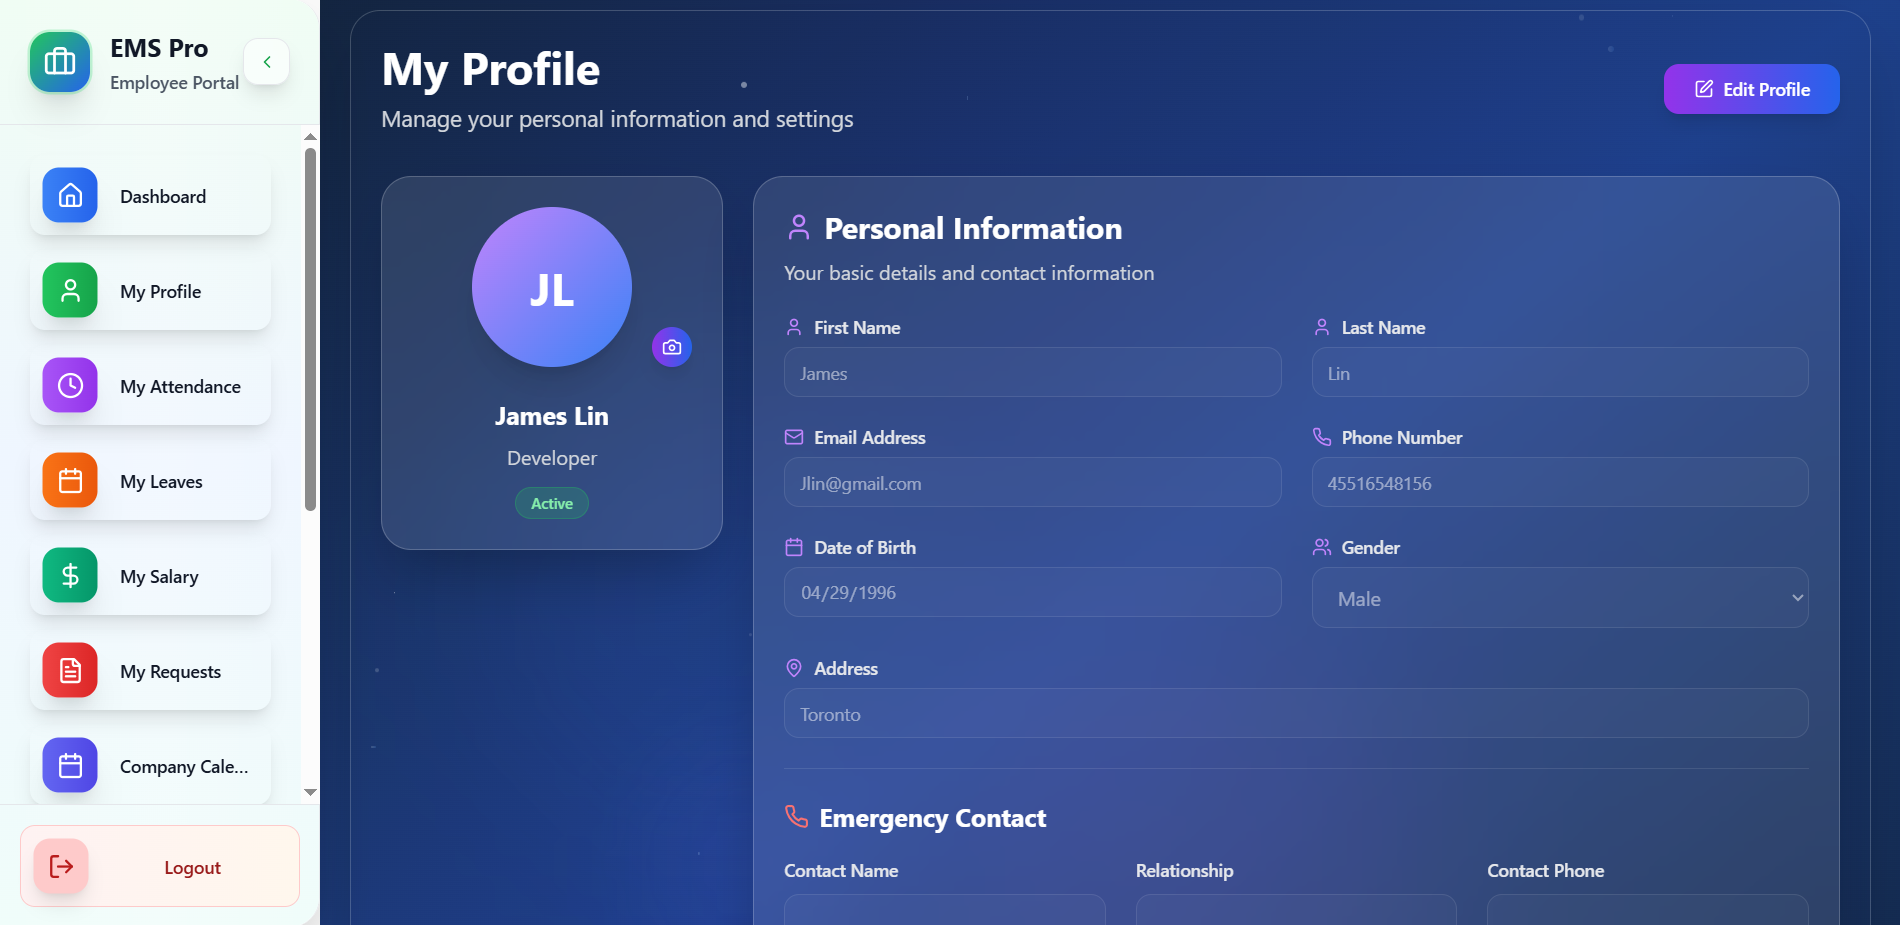 EMS Pro
Employee Portal
Dashboard
My Profile
My Attendance
My Leaves
My Salary
My Requests
Company Cale...
Logout
My Profile
Manage your personal information and settings
Edit Profile
JL
James Lin
Developer
Active
Personal Information
Your basic details and contact information
First Name
James
Last Name
Lin
Email Address
Jlin@gmail.com
Phone Number
45516548156
Date of Birth
04/29/1996
Gender
Male
Address
Toronto
Emergency Contact
Contact Name
Relationship
Contact Phone